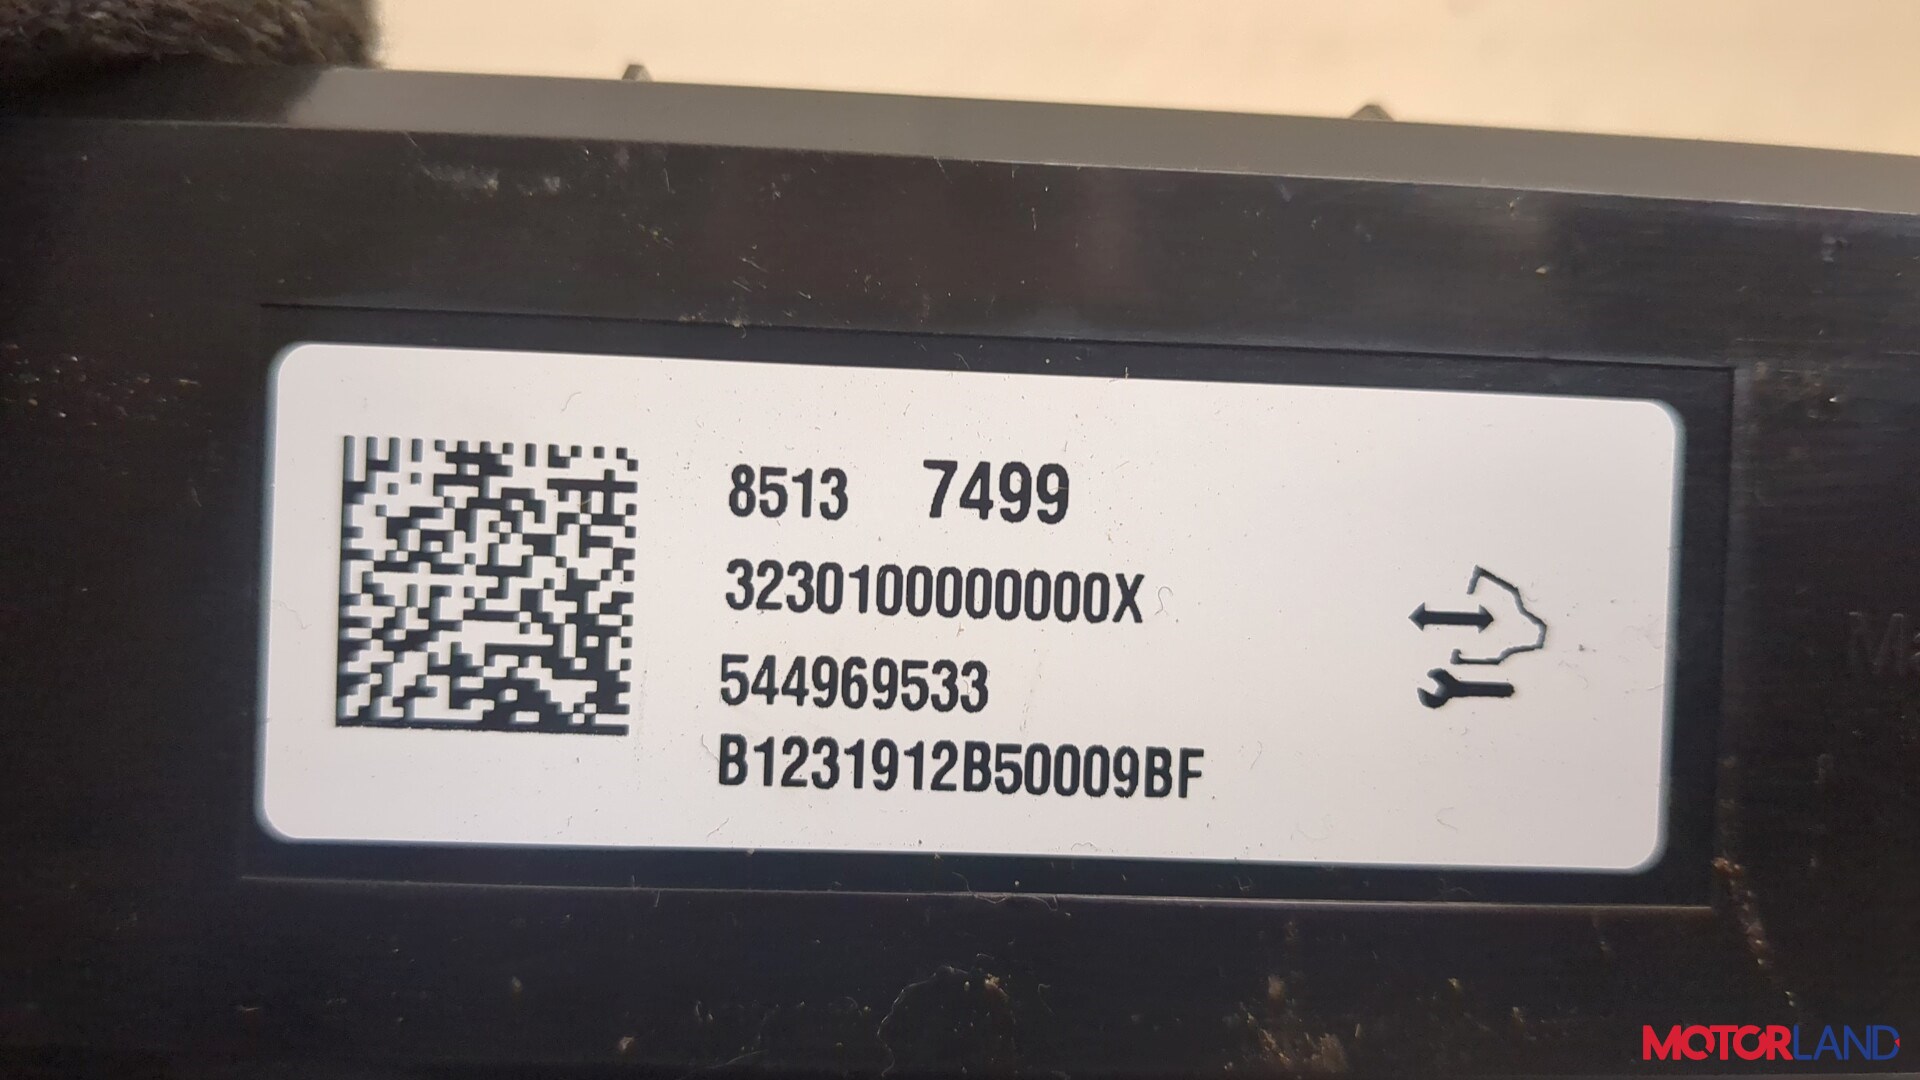 8513 7499
3230100000000X
544969533
B1231912B50009BF
MOTORLAND